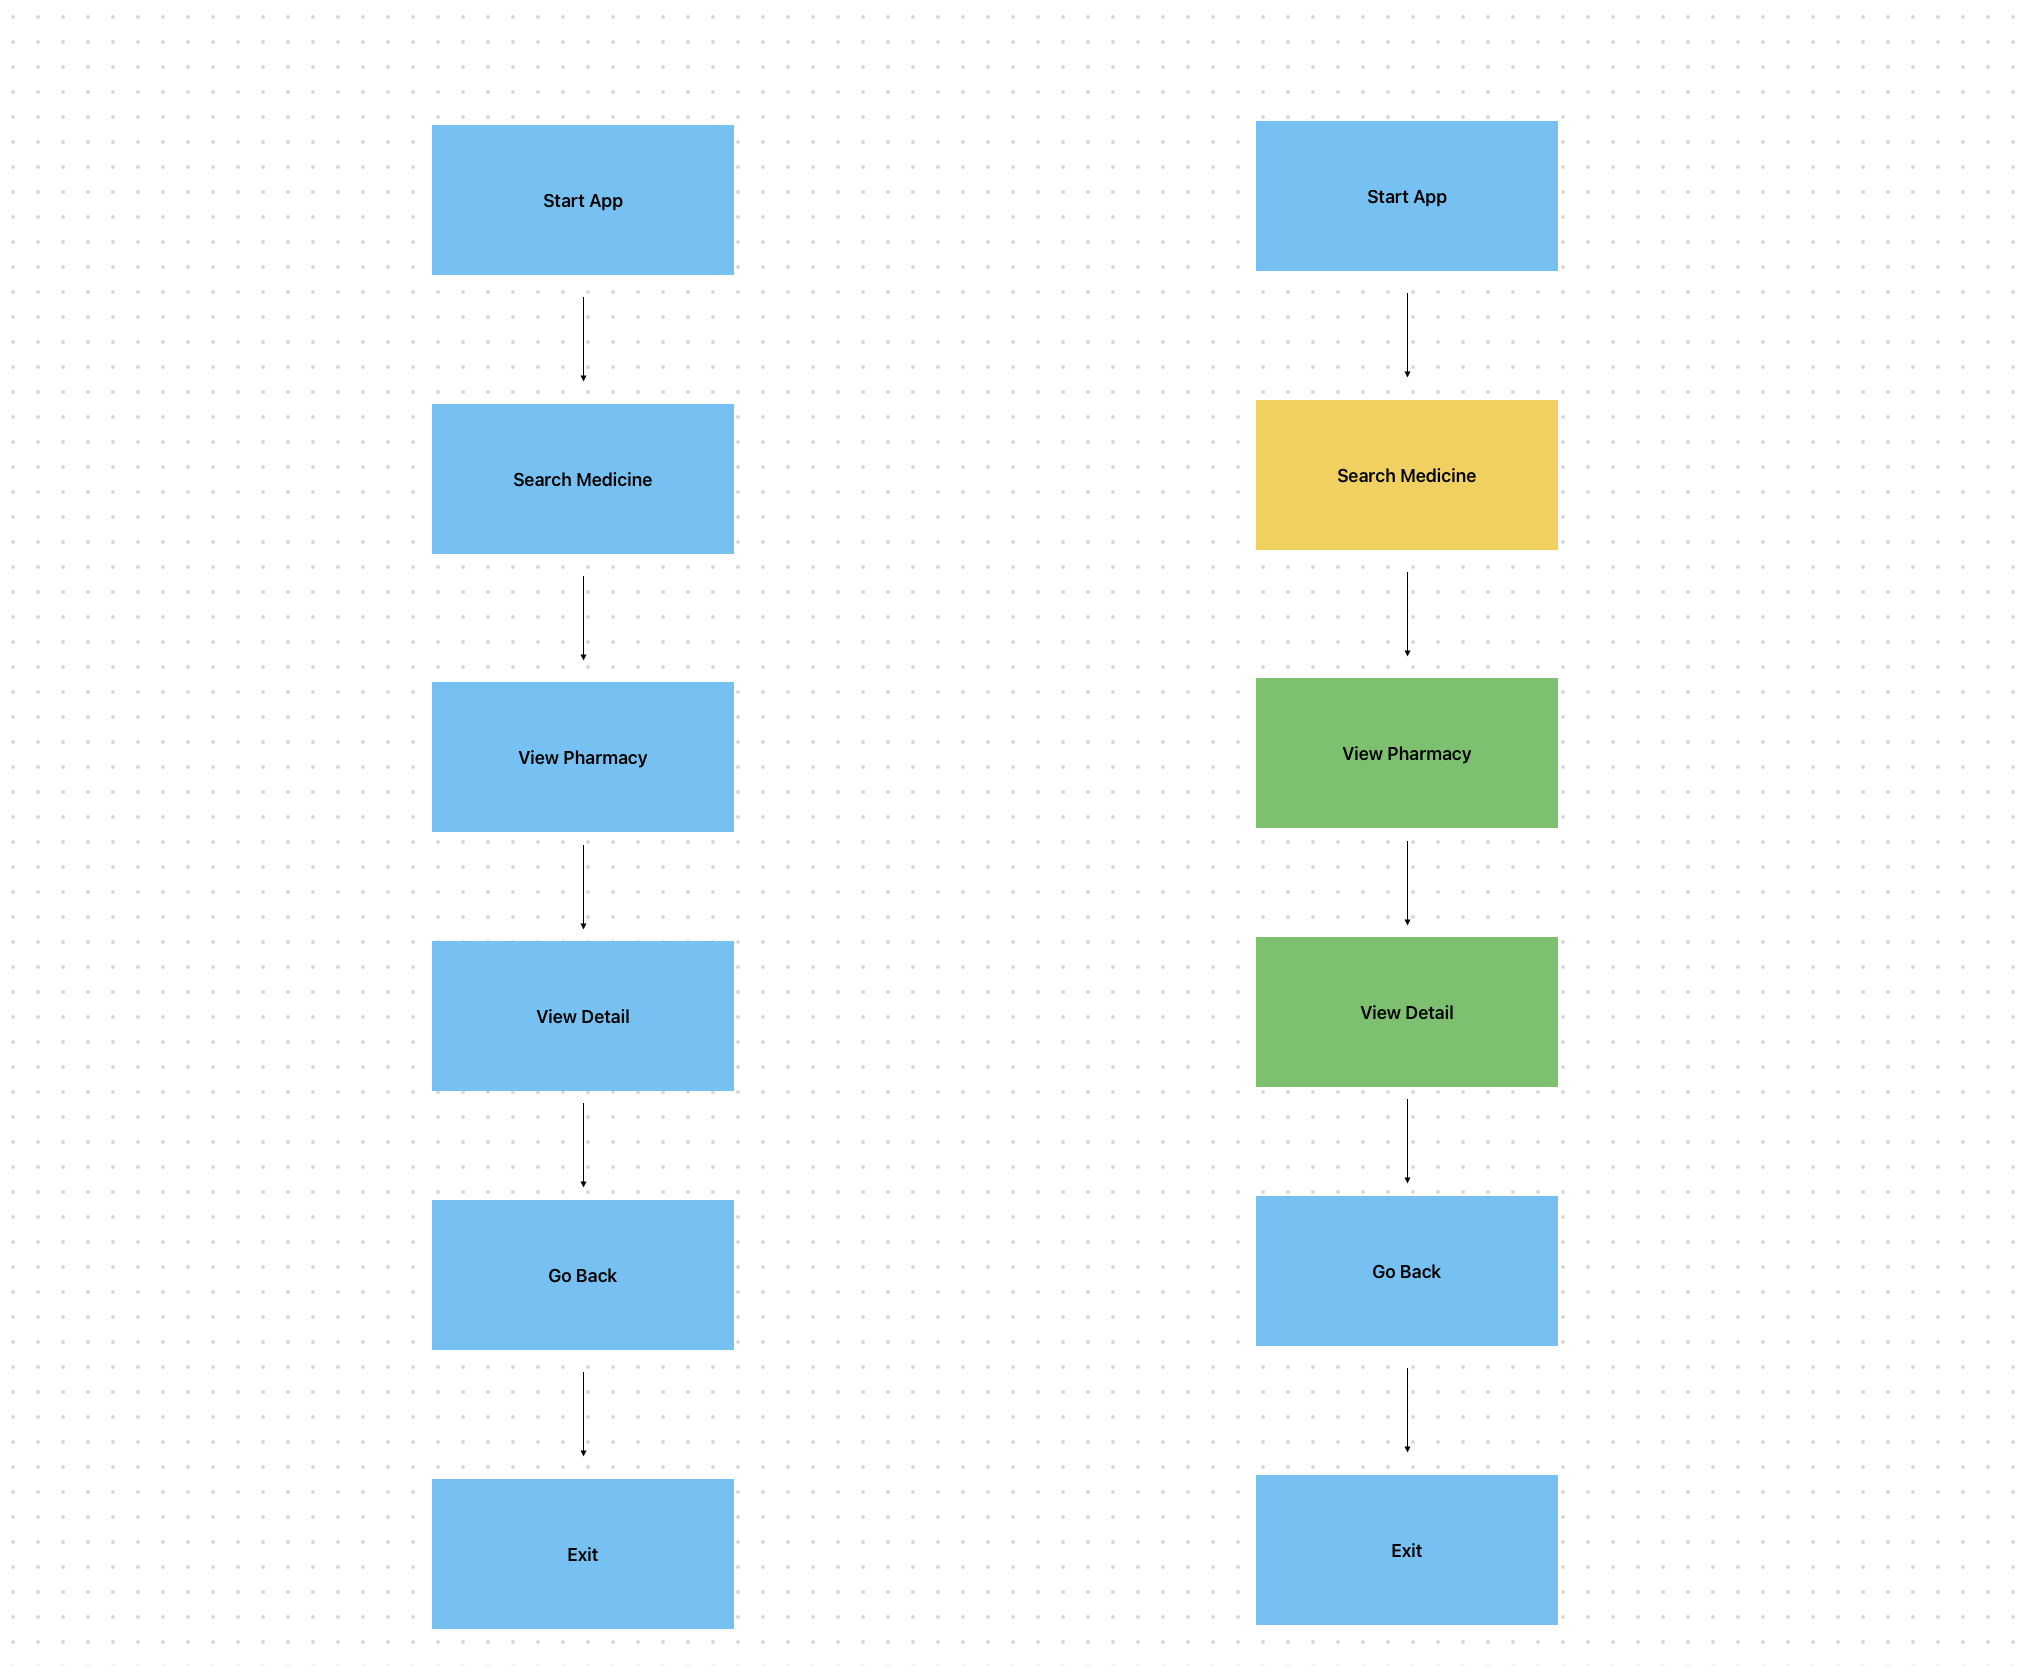 Start App
Search Medicine
View Pharmacy
View Detail
Go Back
Exit
Start App
Search Medicine
View Pharmacy
View Detail
Go Back
Exit